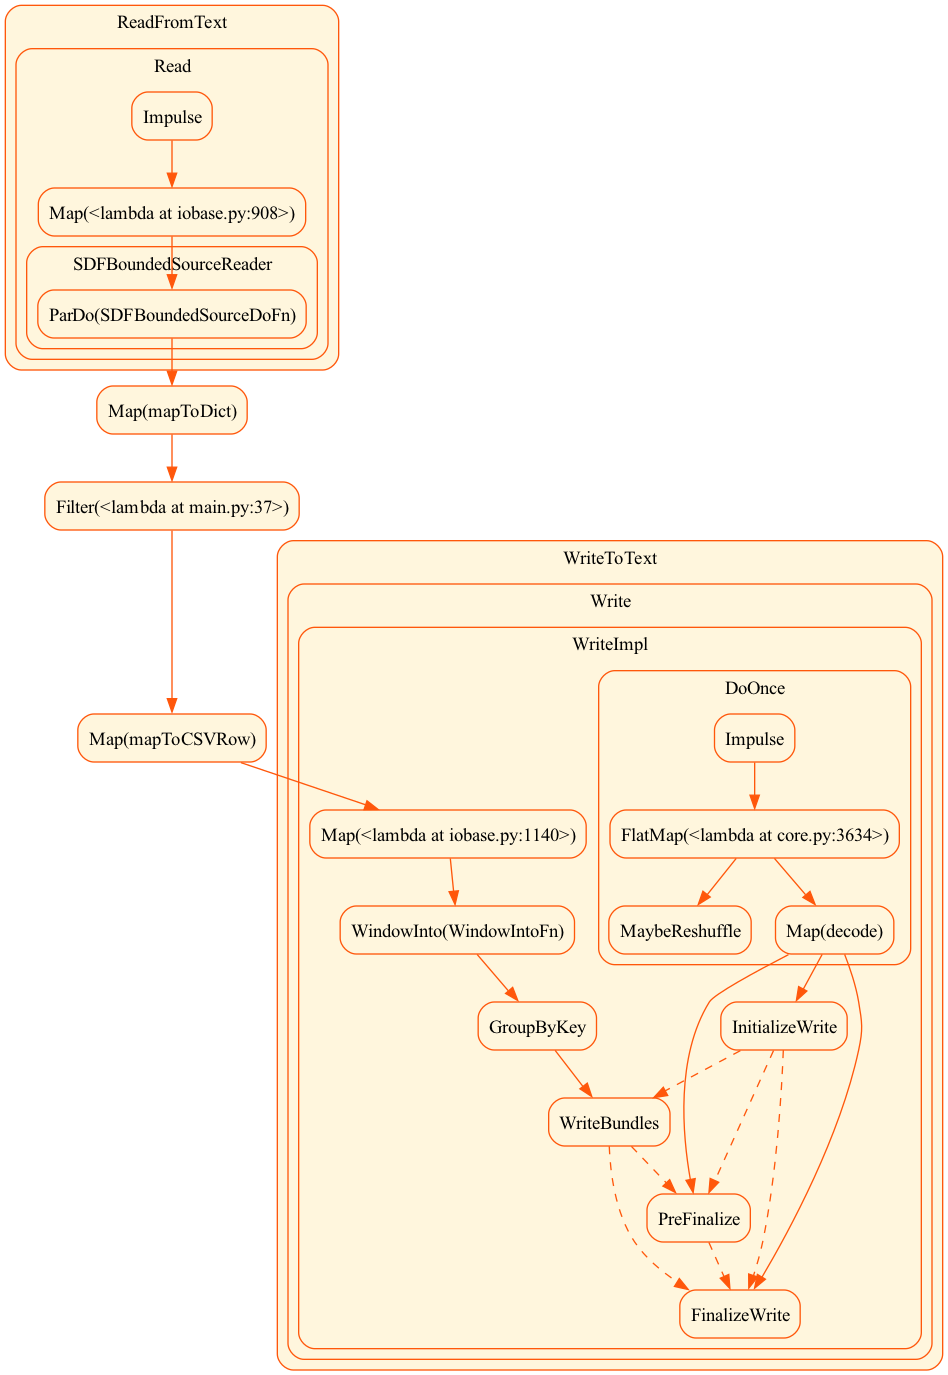 ReadFromText
Read
Impulse
Map(<lambda at iobase.py:908>)
SDFBoundedSourceReader
ParDo(SDFBoundedSourceDoFn)
Map(mapToDict)
Filter(<lambda at main.py:37>)
Map(mapToCSVRow)
WriteToText
Write
WriteImpl
DoOnce
Impulse
Map(<lambda at iobase.py:1140>)
FlatMap(<lambda at core.py:3634>)
WindowInto(WindowIntoFn)
MaybeReshuffle
Map(decode)
GroupByKey
InitializeWrite
WriteBundles
PreFinalize
FinalizeWrite